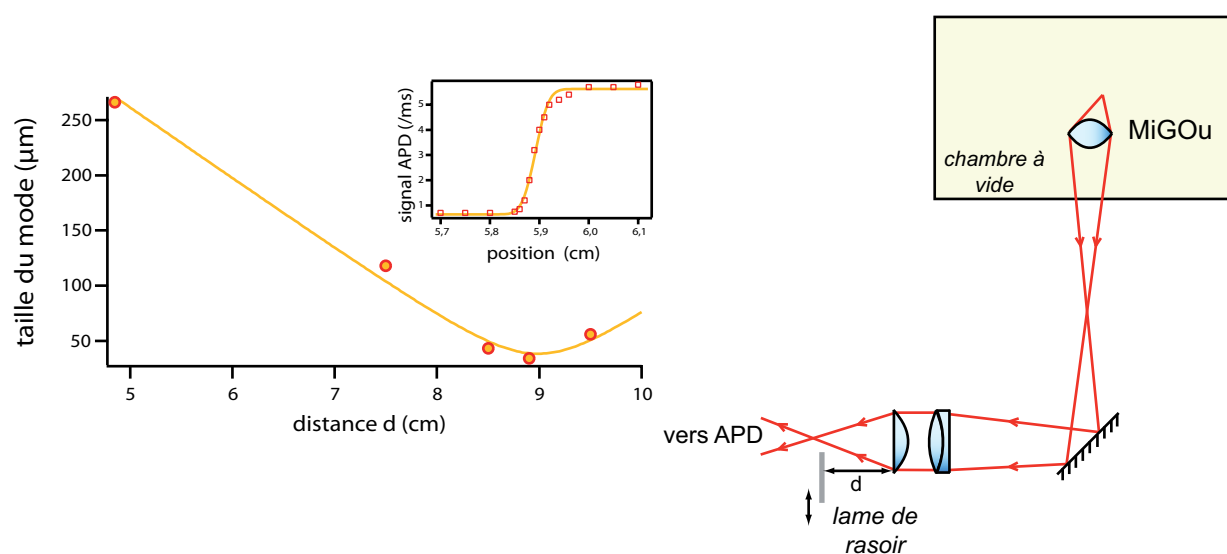 taille du mode (µm)
250
200
150
100
50
5
6
7
8
9
10
distance d (cm)
signal APD (/ms)
5
4
3
2
1
5,7
5,8
5,9
6,0
6,1
position (cm)
MiGOu
chambre à
vide
vers APD
d
lame de
rasoir